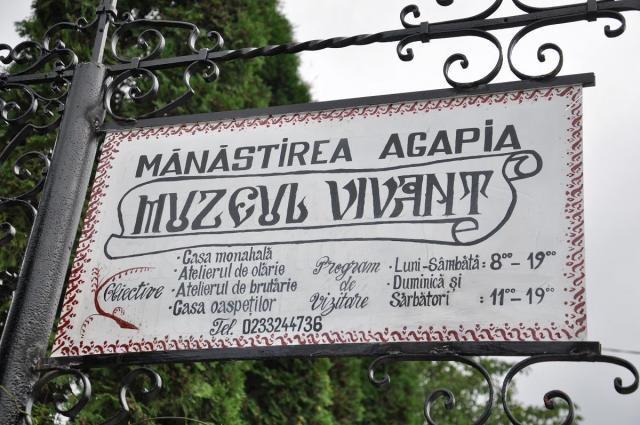 MĂNĂSTIREA AGAPIA
MUZEUL VIVANT
Obiective
· Casa monahală
· Atelierul de olărie
· Atelierul de brutărie
· Casa oaspeților
Program
de
Vizitare
· Luni-Sâmbătă: 8⁰⁰-19⁰⁰
· Duminică și
Sărbători : 11⁰⁰-19⁰⁰
Tel. 0233244736